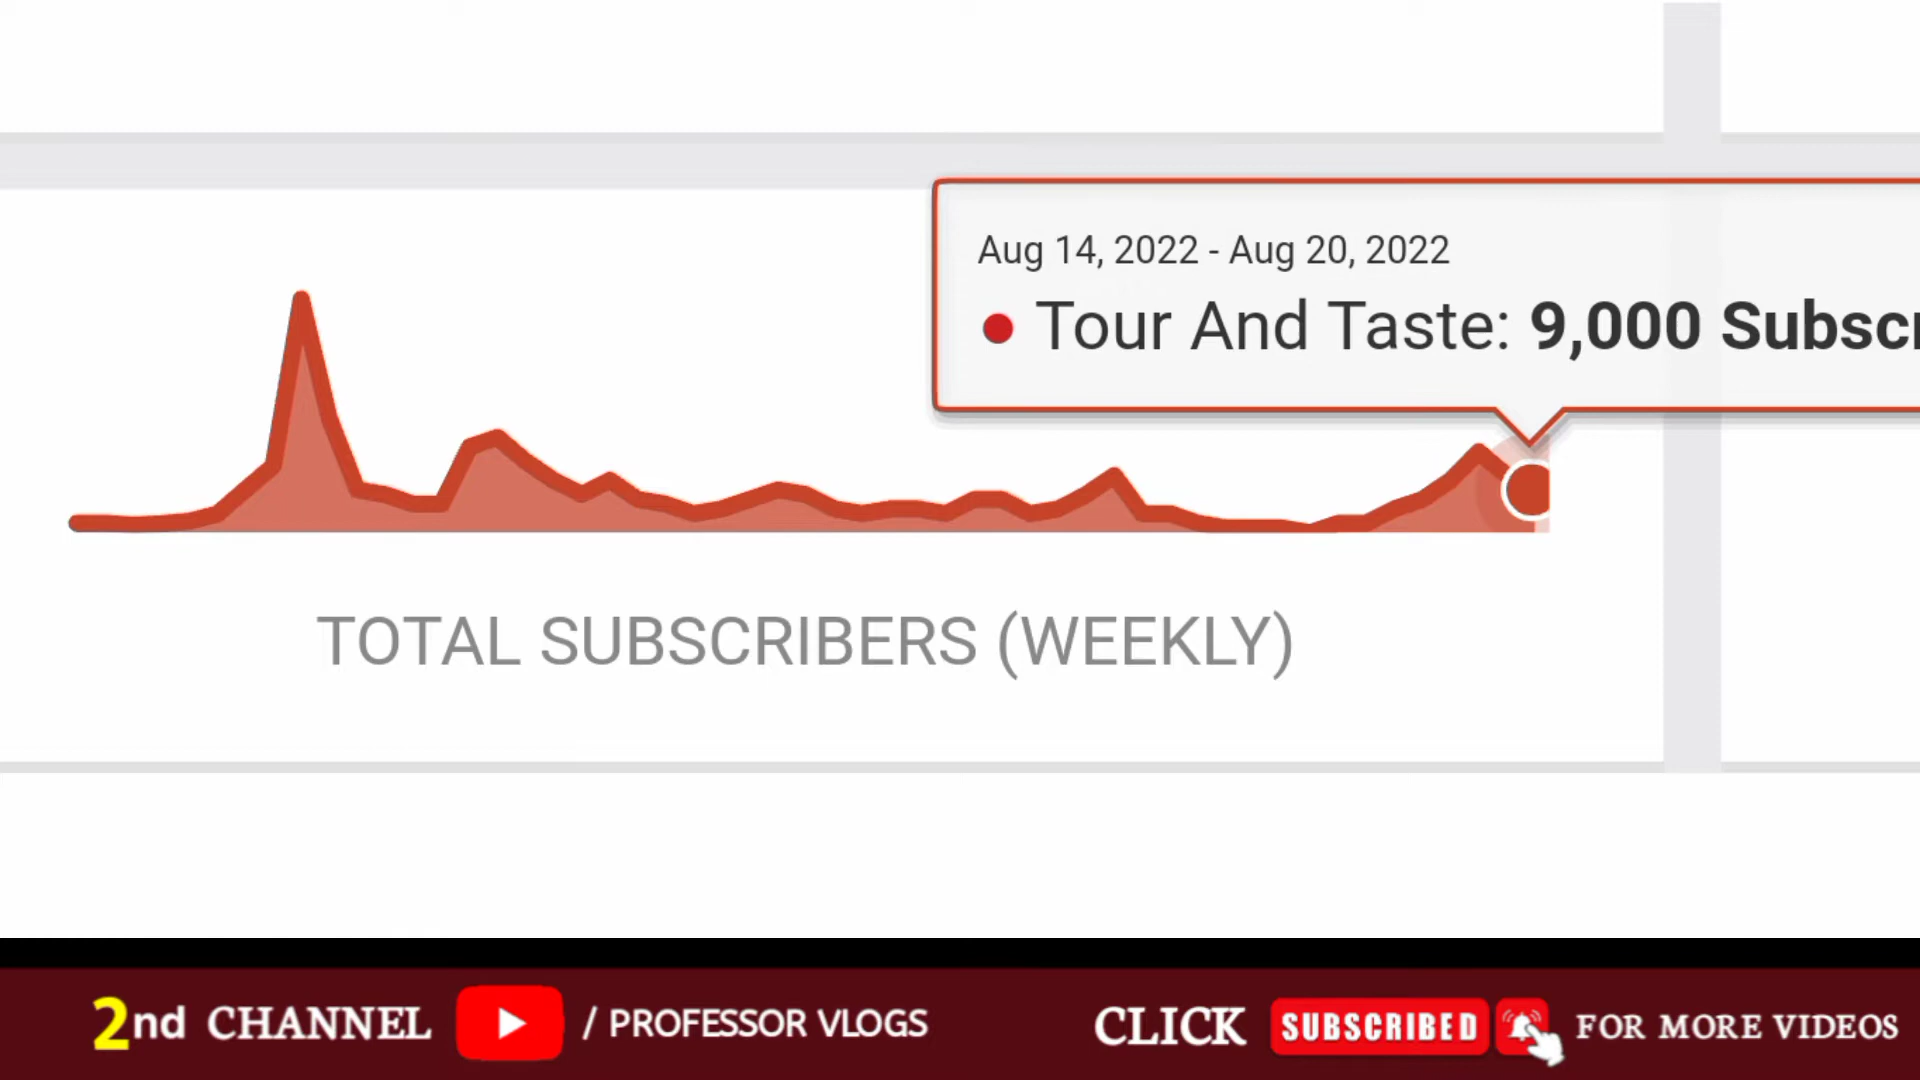 Aug 14, 2022 - Aug 20, 2022
Tour And Taste: 9,000 Subscr
TOTAL SUBSCRIBERS (WEEKLY)
2nd CHANNEL / PROFESSOR VLOGS CLICK SUBSCRIBED FOR MORE VIDEOS